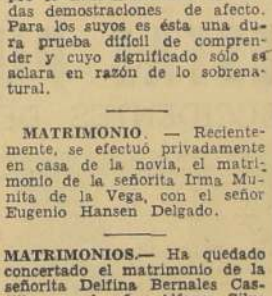 das demostraciones de afecto.
Para los suyos es ésta una du-
ra prueba difícil de compren-
der y cuyo significado sólo se
aclara en razón de lo sobrena-
tural.
MATRIMONIO. — Reciente-
mente, se efectuó privadamente
en casa de la novia, el matri-
monio de la señorita Irma Mu-
nita de la Vega, con el señor
Eugenio Hansen Delgado.
MATRIMONIOS.— Ha quedado
concertado el matrimonio de la
señorita Delfina Bernales Cas-